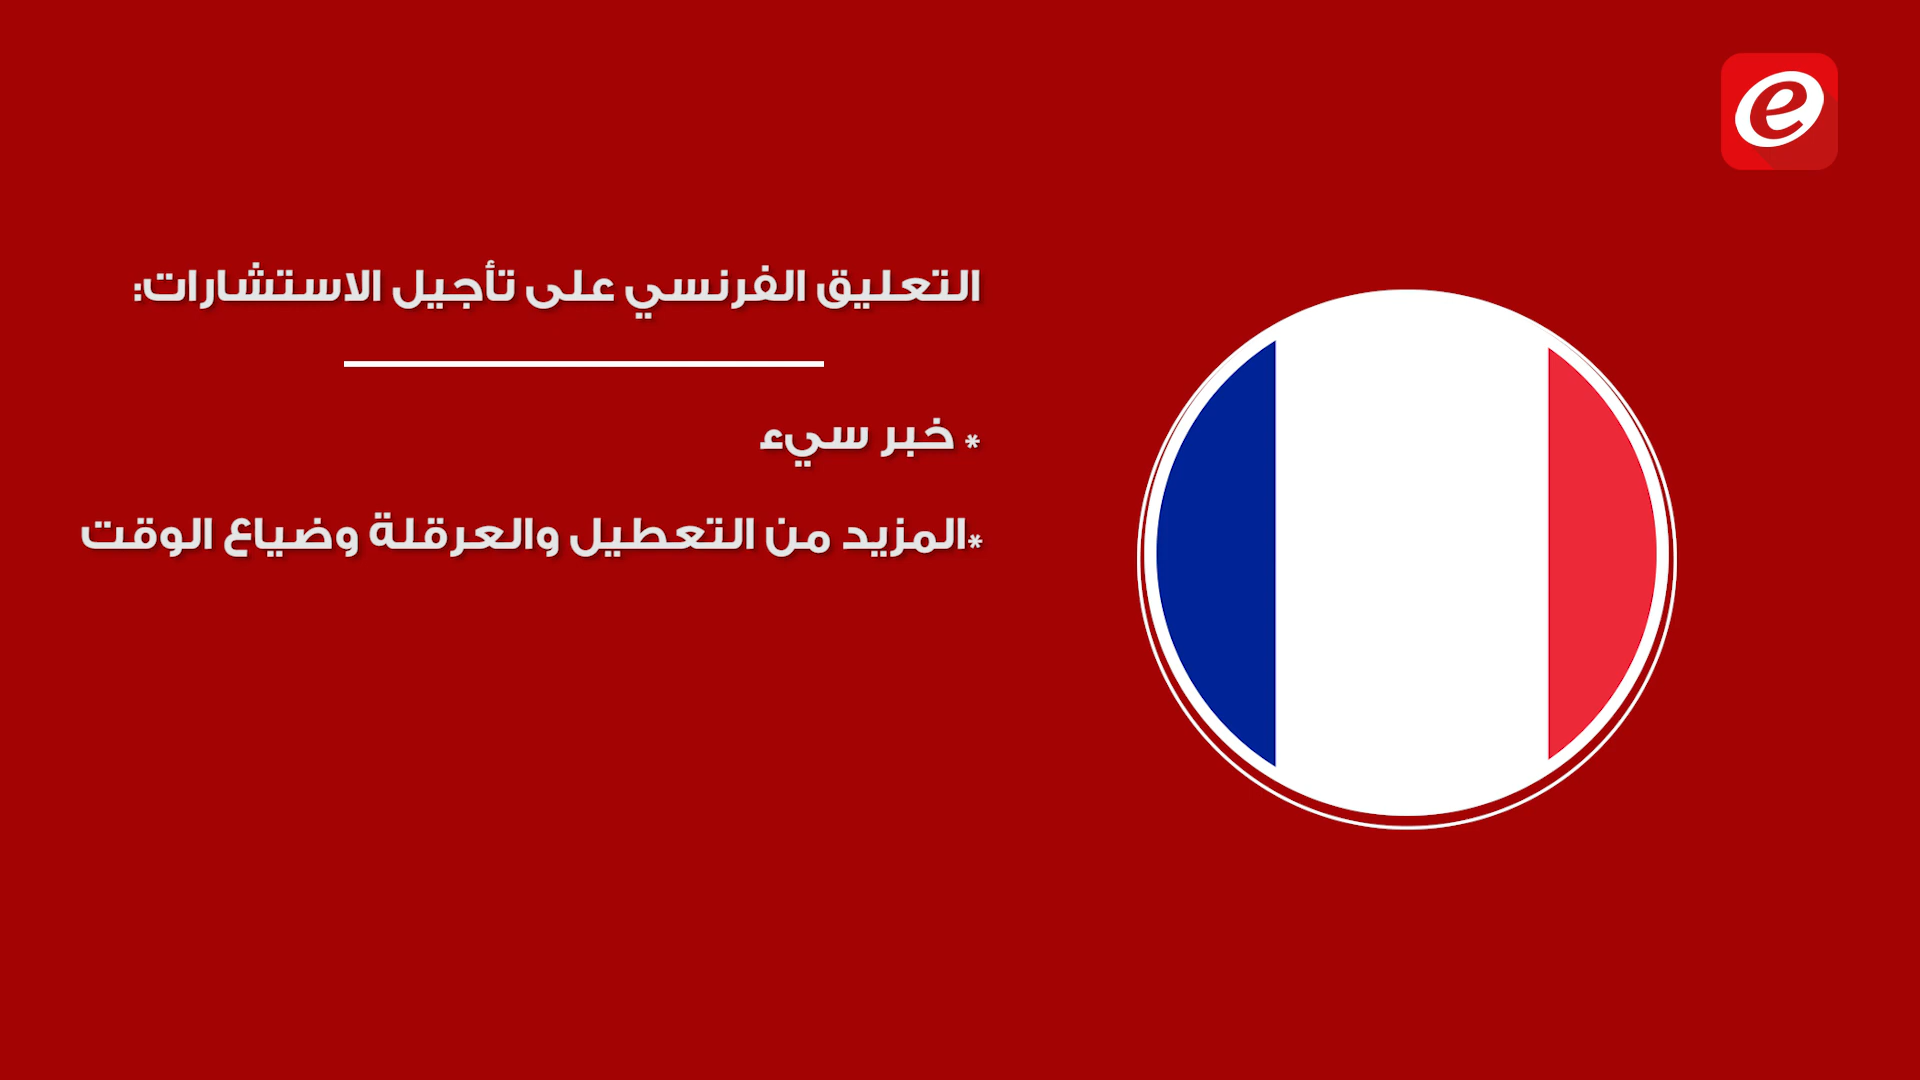 e
التعليق الفرنسي على تأجيل الاستشارات:
* خبر سيء
*المزيد من التعطيل والعرقلة وضياع الوقت